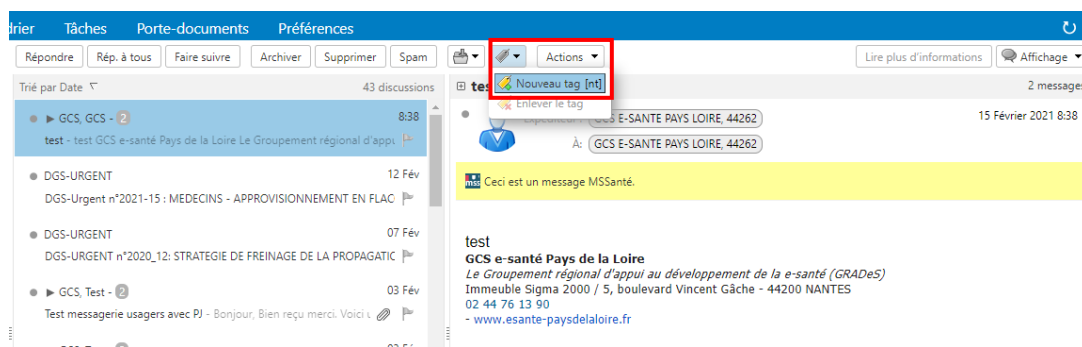 drier Tâches Porte-documents Préférences
Répondre Rép. à tous Faire suivre Archiver Supprimer Spam Actions Lire plus d'informations Affichage
Trié par Date 43 discussions
GCS, GCS - 2 8:38
test - test GCS e-santé Pays de la Loire Le Groupement régional d'appu
DGS-URGENT 12 Fév
DGS-Urgent n°2021-15 : MEDECINS - APPROVISIONNEMENT EN FLAC
DGS-URGENT 07 Fév
DGS-URGENT n°2020_12: STRATEGIE DE FREINAGE DE LA PROPAGATIC
GCS, Test - 2 03 Fév
Test messagerie usagers avec PJ - Bonjour, Bien reçu merci. Voici l
tes 2 messages
Nouveau tag [nt]
Enlever le tag
GCS E-SANTE PAYS LOIRE, 44262 15 Février 2021 8:38
À: GCS E-SANTE PAYS LOIRE, 44262
mss Ceci est un message MSSanté.
test
GCS e-santé Pays de la Loire
Le Groupement régional d'appui au développement de la e-santé (GRADeS)
Immeuble Sigma 2000 / 5, boulevard Vincent Gâche - 44200 NANTES
02 44 76 13 90
- www.esante-paysdelaloire.fr